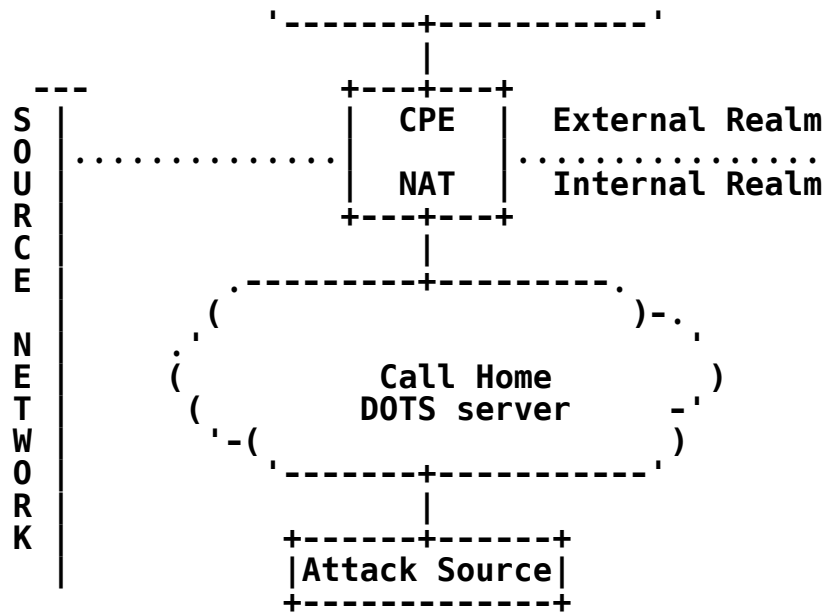 CPE External Realm
NAT Internal Realm
SOURCE NETWORK
Call Home
DOTS server
Attack Source